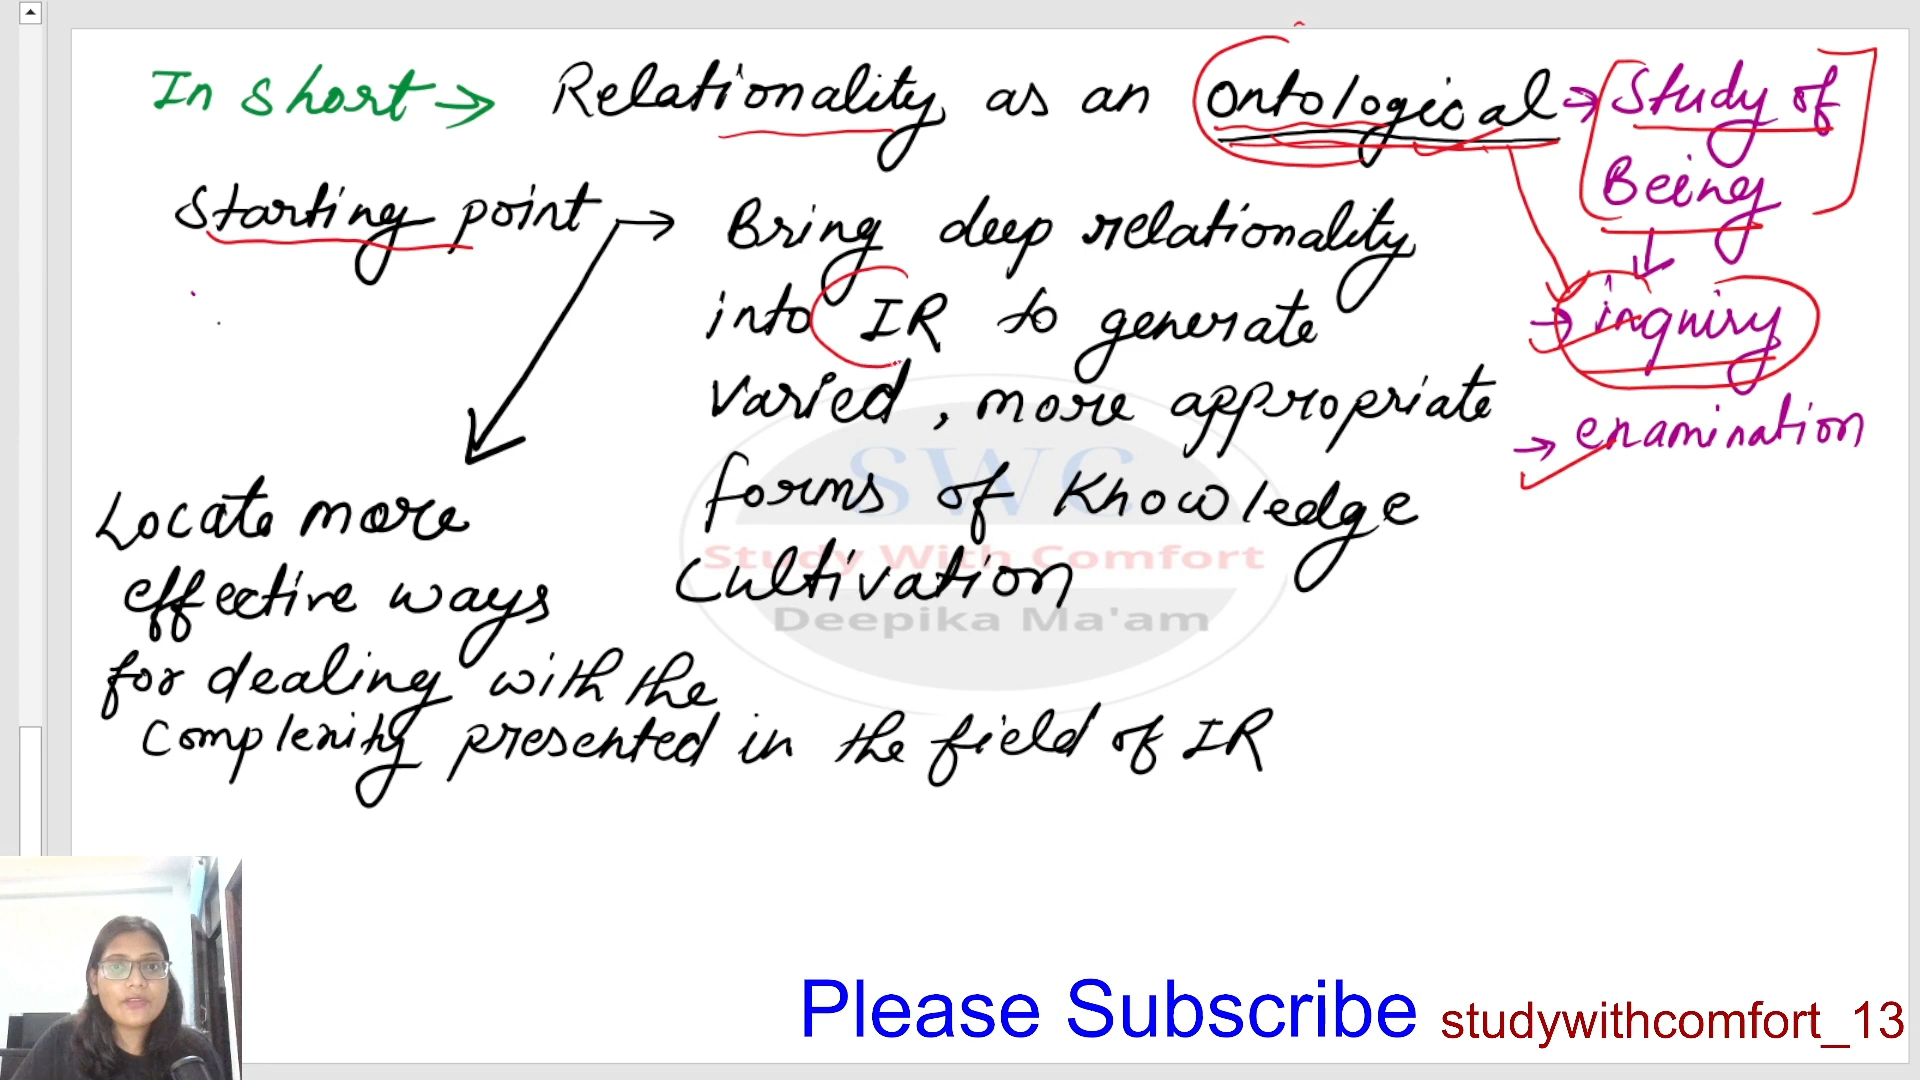 In short → Relationality as an ontological → Study of
Being
Starting point → Bring deep relationality
into IR to generate
→ inquiry
varied, more appropriate
→ examination
forms of Knowledge
Cultivation
Locate more
effective ways
for dealing with the
complexity presented in the field of IR
SWC
Study With Comfort
Deepika Ma'am
Please Subscribe studywithcomfort_13